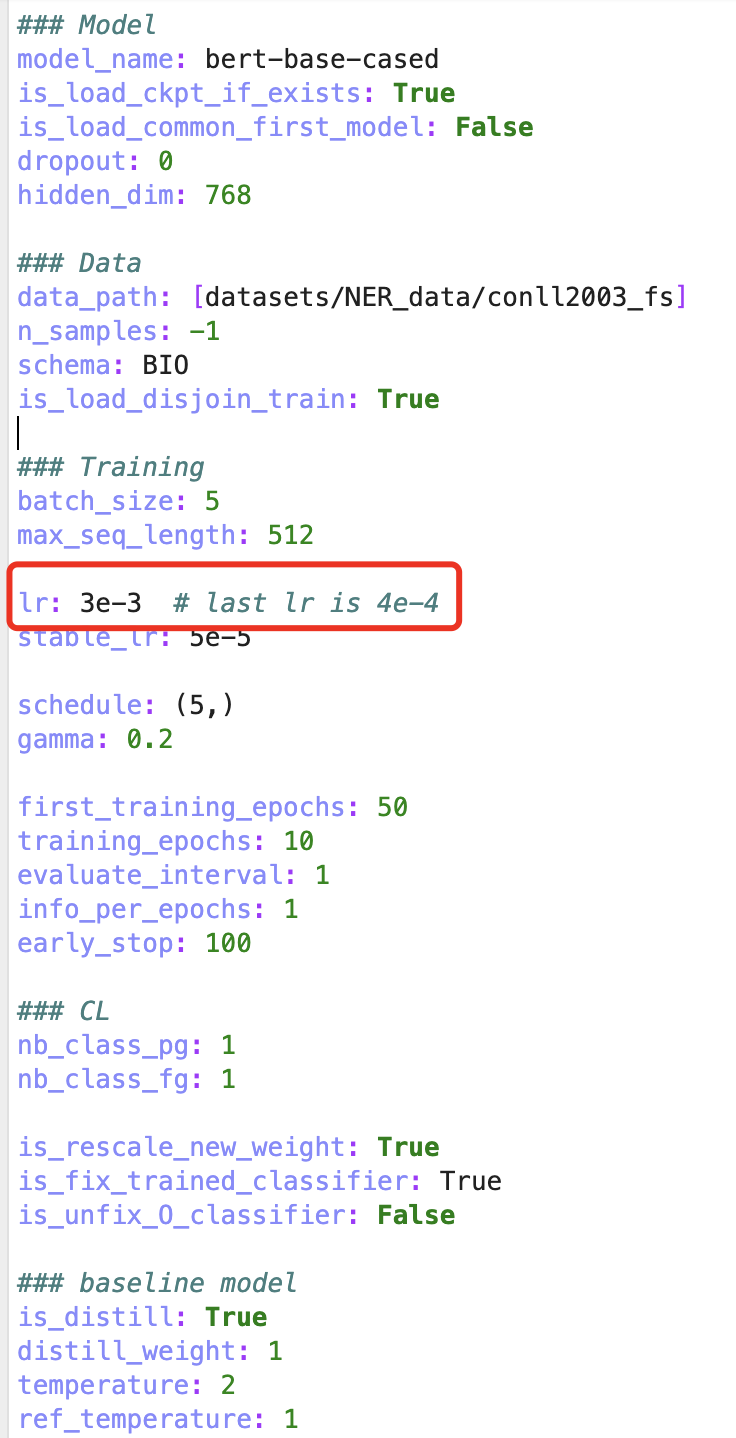 ### Model
model_name: bert-base-cased
is_load_ckpt_if_exists: True
is_load_common_first_model: False
dropout: 0
hidden_dim: 768
### Data
data_path: [datasets/NER_data/conll2003_fs]
n_samples: -1
schema: BIO
is_load_disjoin_train: True
### Training
batch_size: 5
max_seq_length: 512
lr: 3e-3  # last lr is 4e-4
stable_lr: 5e-5
schedule: (5,)
gamma: 0.2
first_training_epochs: 50
training_epochs: 10
evaluate_interval: 1
info_per_epochs: 1
early_stop: 100
### CL
nb_class_pg: 1
nb_class_fg: 1
is_rescale_new_weight: True
is_fix_trained_classifier: True
is_unfix_O_classifier: False
### baseline model
is_distill: True
distill_weight: 1
temperature: 2
ref_temperature: 1